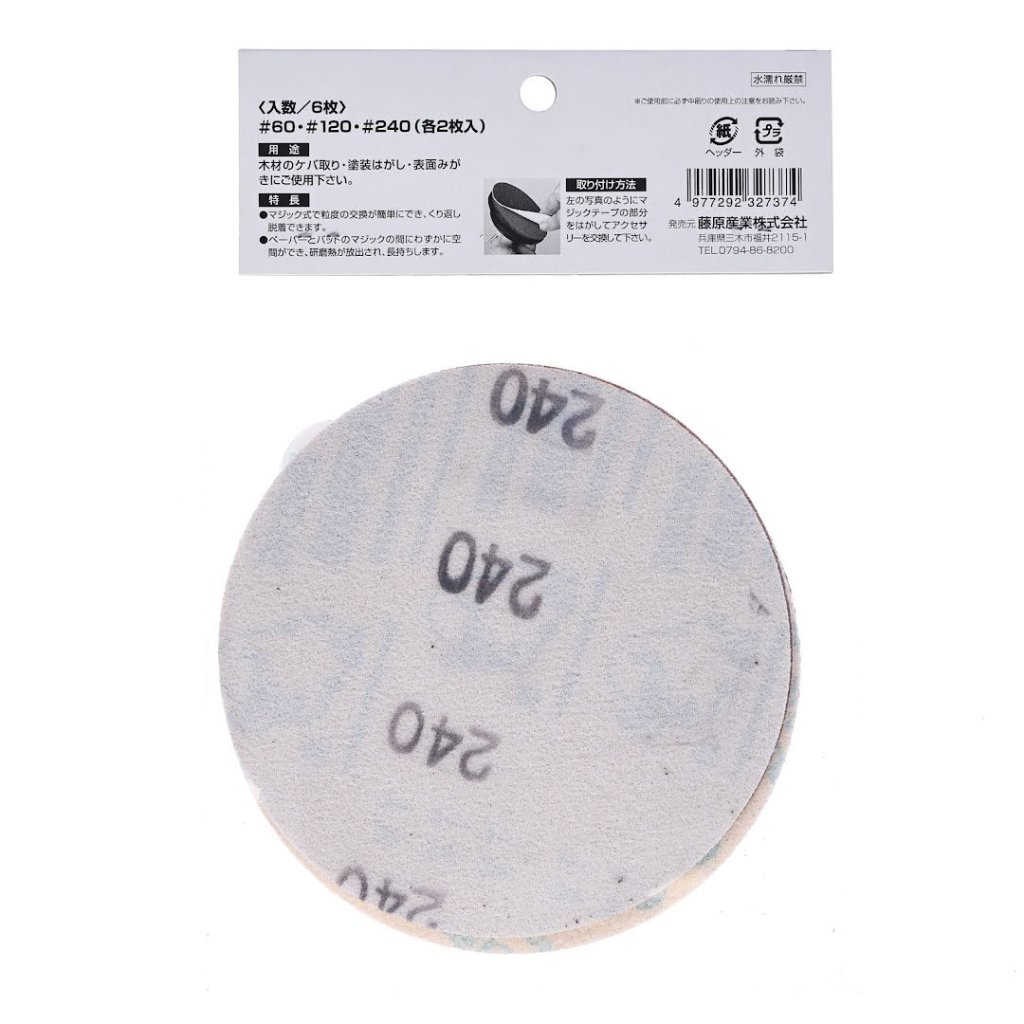 水濡れ厳禁
※ご使用前に必ず中刷りの使用上の注意をお読み下さい。
〈入数／6枚〉
#60・#120・#240（各2枚入）
用途
木材のケバ取り・塗装はがし・表面みが
きにご使用下さい。
特長
●マジック式で粒度の交換が簡単にでき、くり返し
脱着できます。
●ペーパーとパットのマジックの間にわずかに空
間ができ、研磨熱が放出され、長持ちします。
取り付け方法
左の写真のようにマ
ジックテープの部分
をはがしてアクセサ
リーを交換して下さい。
紙 プラ
ヘッダー 外袋
4 977292 327374
発売元 藤原産業株式会社
兵庫県三木市福井2115-1
TEL.0794-86-8200
240
240
240
240